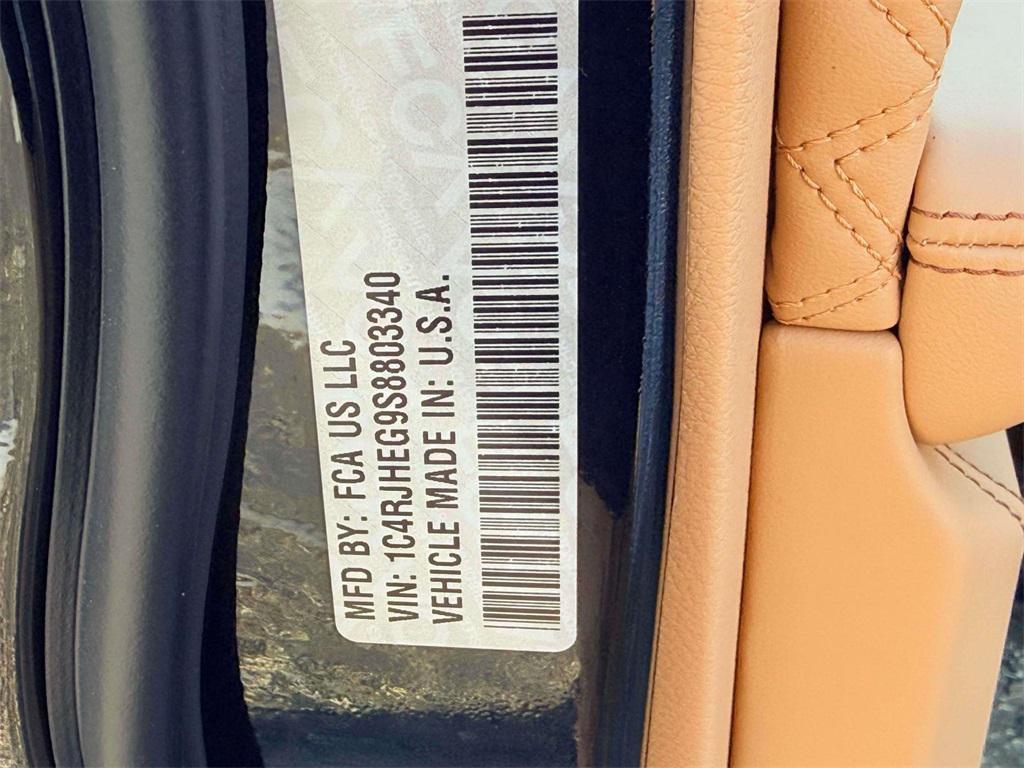 MFD BY: FCA US LLC
VIN: 1C4RJHEG9S8803340
VEHICLE MADE IN: U.S.A.